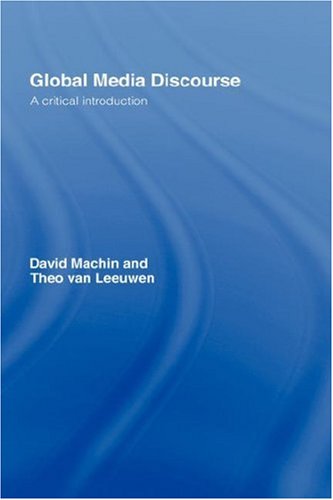 Global Media Discourse
A critical introduction
David Machin and
Theo van Leeuwen